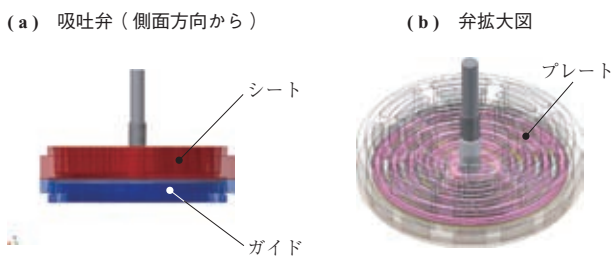 (a) 吸吐弁（側面方向から）
(b) 弁拡大図
シート
プレート
ガイド